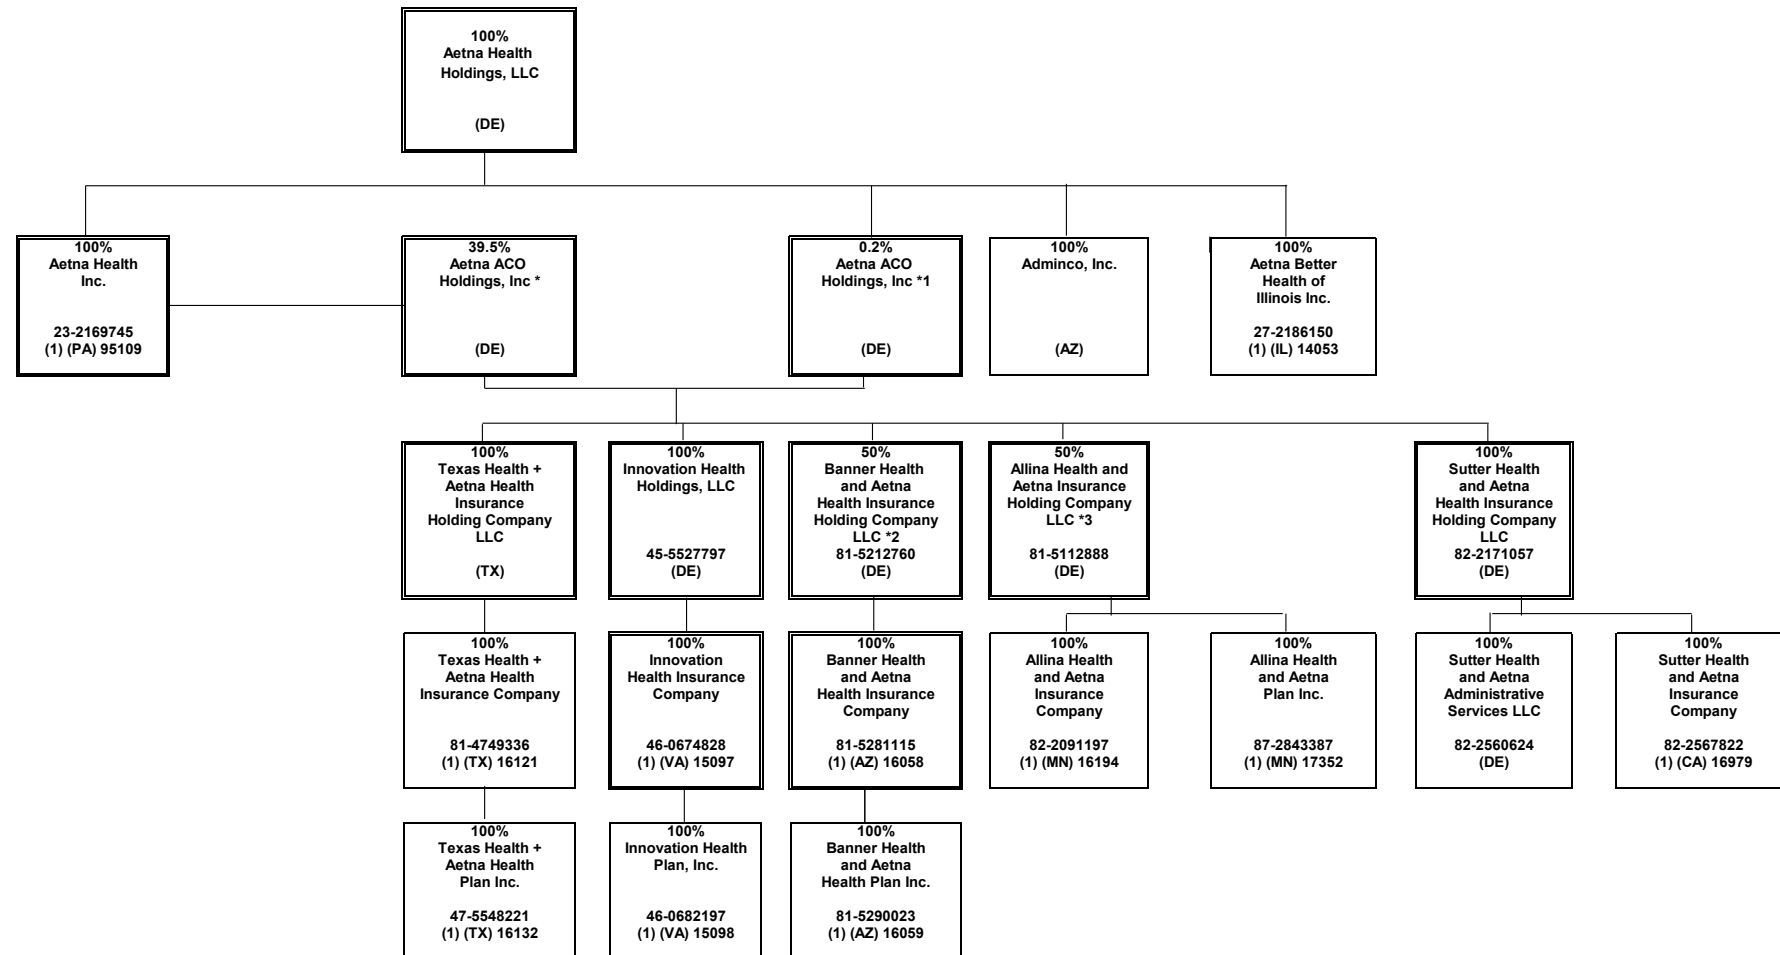 100%
Aetna Health
Holdings, LLC
(DE)
100%
Aetna Health
Inc.
23-2169745
(1) (PA) 95109
39.5%
Aetna ACO
Holdings, Inc *
(DE)
0.2%
Aetna ACO
Holdings, Inc *1
(DE)
100%
Adminco, Inc.
(AZ)
100%
Aetna Better
Health of
Illinois Inc.
27-2186150
(1) (IL) 14053
100%
Texas Health +
Aetna Health
Insurance
Holding Company
LLC
(TX)
100%
Innovation Health
Holdings, LLC
45-5527797
(DE)
50%
Banner Health
and Aetna
Health Insurance
Holding Company
LLC *2
81-5212760
(DE)
50%
Allina Health and
Aetna Insurance
Holding Company
LLC *3
81-5112888
(DE)
100%
Sutter Health
and Aetna
Health Insurance
Holding Company
LLC
82-2171057
(DE)
100%
Texas Health +
Aetna Health
Insurance Company
81-4749336
(1) (TX) 16121
100%
Innovation
Health Insurance
Company
46-0674828
(1) (VA) 15097
100%
Banner Health
and Aetna
Health Insurance
Company
81-5281115
(1) (AZ) 16058
100%
Allina Health
and Aetna
Insurance
Company
82-2091197
(1) (MN) 16194
100%
Allina Health
and Aetna
Plan Inc.
87-2843387
(1) (MN) 17352
100%
Sutter Health
and Aetna
Administrative
Services LLC
82-2560624
(DE)
100%
Sutter Health
and Aetna
Insurance
Company
82-2567822
(1) (CA) 16979
100%
Texas Health +
Aetna Health
Plan Inc.
47-5548221
(1) (TX) 16132
100%
Innovation Health
Plan, Inc.
46-0682197
(1) (VA) 15098
100%
Banner Health
and Aetna
Health Plan Inc.
81-5290023
(1) (AZ) 16059